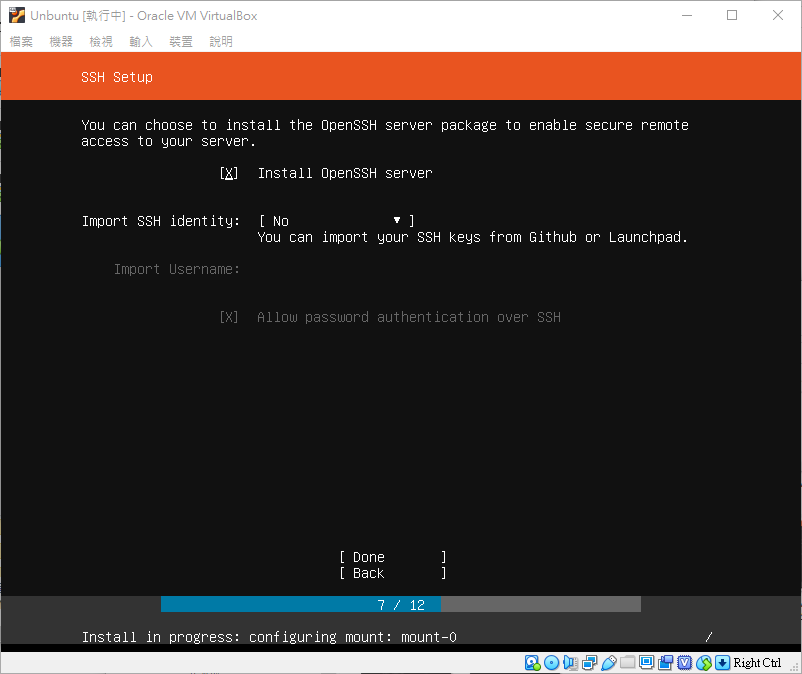 Unbuntu [執行中] - Oracle VM VirtualBox
檔案 機器 檢視 輸入 裝置 說明
SSH Setup
You can choose to install the OpenSSH server package to enable secure remote
access to your server.
[X] Install OpenSSH server
Import SSH identity: [ No ▾ ]
You can import your SSH keys from Github or Launchpad.
Import Username:
[X] Allow password authentication over SSH
[ Done ]
[ Back ]
7 / 12
Install in progress: configuring mount: mount-0 /
Right Ctrl